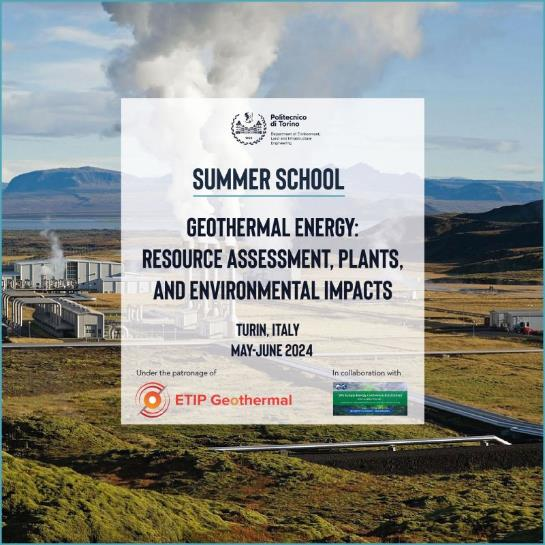 Politecnico
di Torino
Department of Environment,
Land and Infrastructure
Engineering
SUMMER SCHOOL
GEOTHERMAL ENERGY:
RESOURCE ASSESSMENT, PLANTS,
AND ENVIRONMENTAL IMPACTS
TURIN, ITALY
MAY-JUNE 2024
Under the patronage of
ETIP Geothermal
In collaboration with